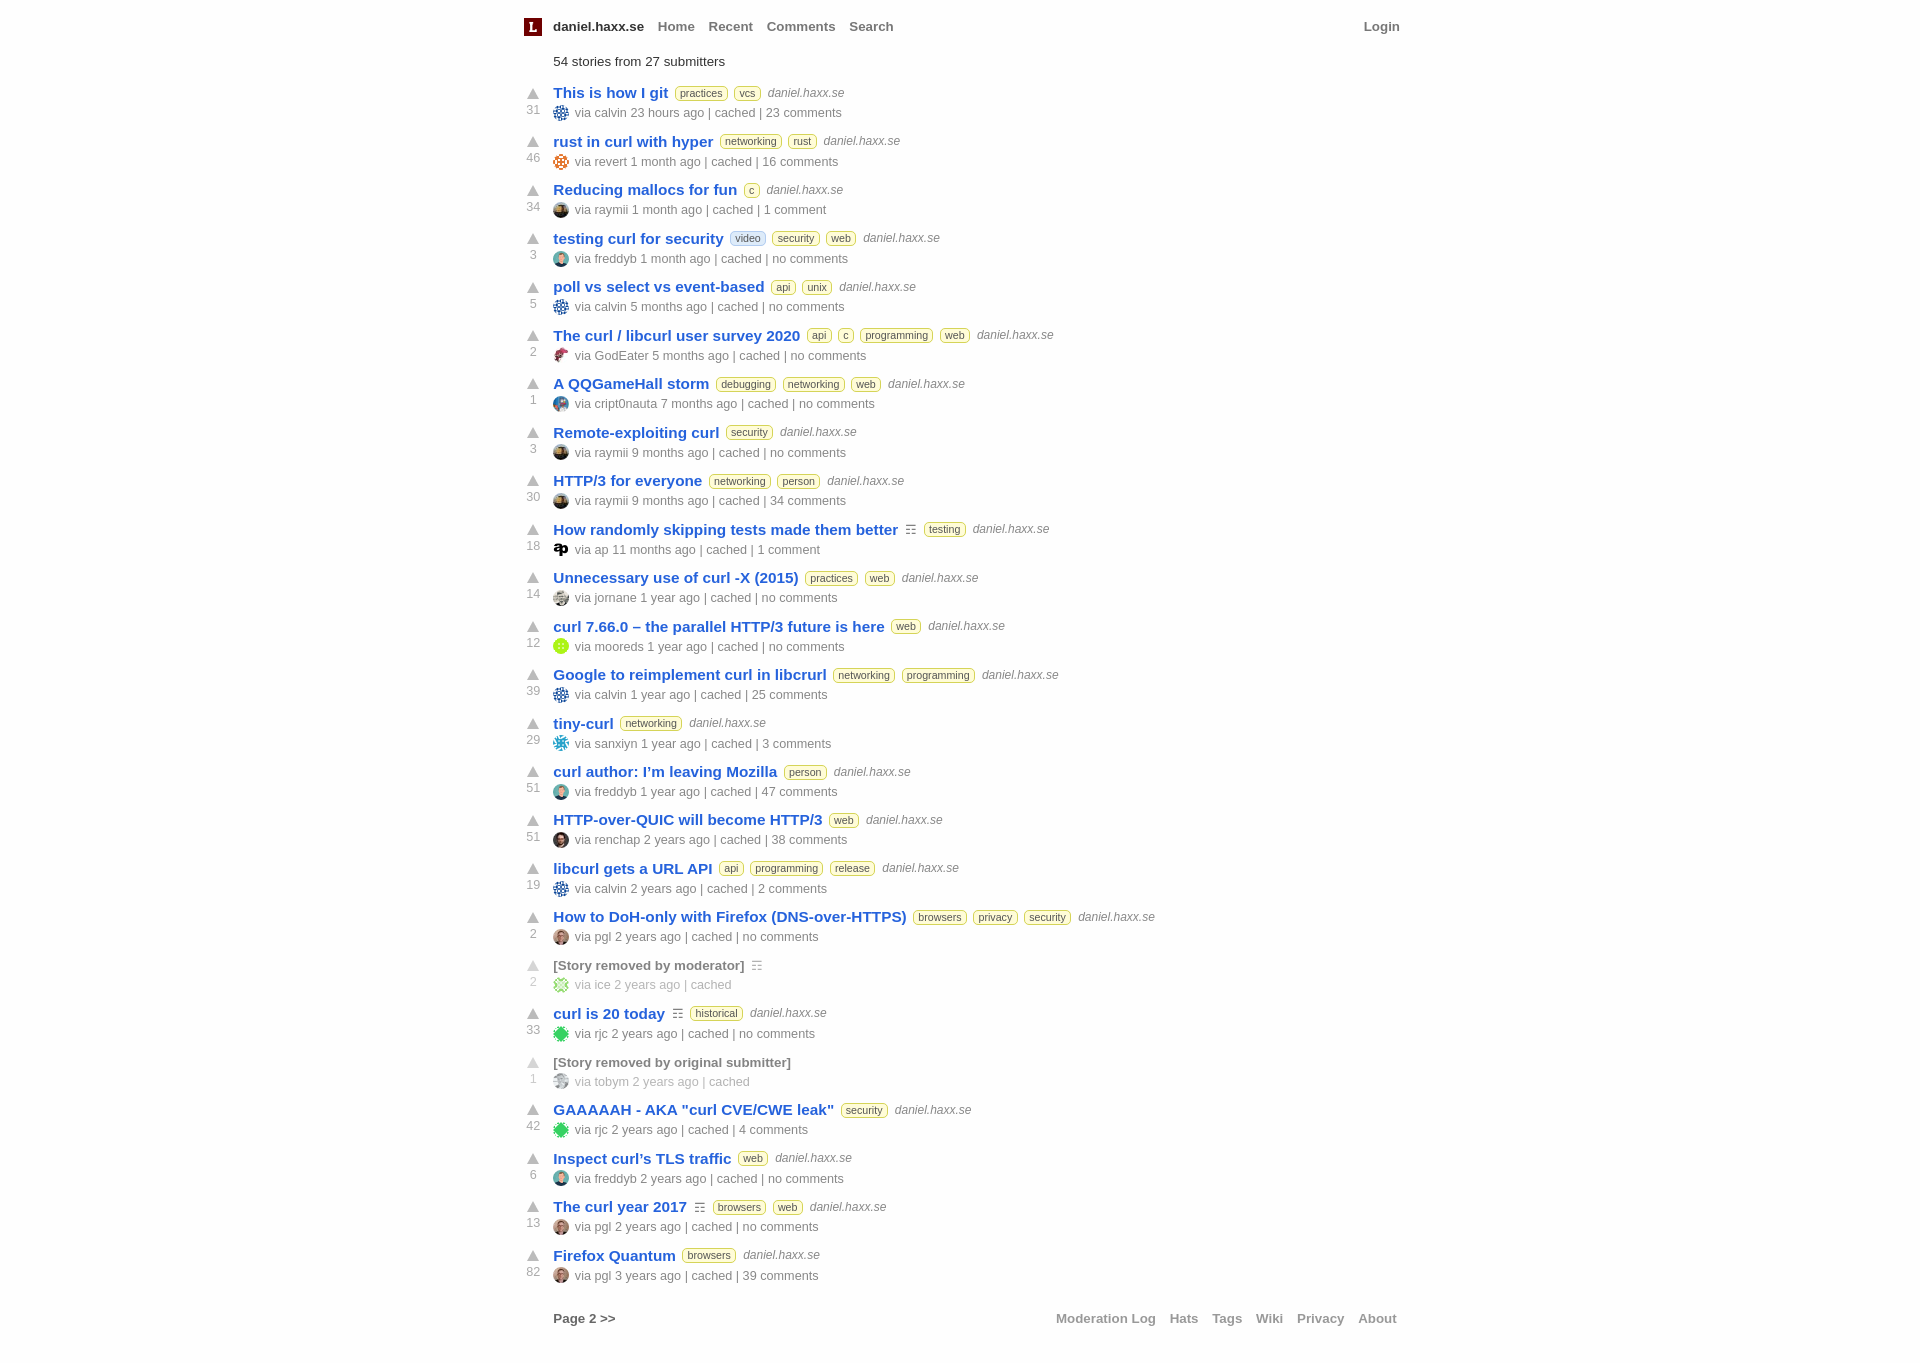 L daniel.haxx.se Home Recent Comments Search Login
54 stories from 27 submitters
This is how I git practices vcs daniel.haxx.se
31 via calvin 23 hours ago | cached | 23 comments
rust in curl with hyper networking rust daniel.haxx.se
46 via revert 1 month ago | cached | 16 comments
Reducing mallocs for fun c daniel.haxx.se
34 via raymii 1 month ago | cached | 1 comment
testing curl for security video security web daniel.haxx.se
3 via freddyb 1 month ago | cached | no comments
poll vs select vs event-based api unix daniel.haxx.se
5 via calvin 5 months ago | cached | no comments
The curl / libcurl user survey 2020 api c programming web daniel.haxx.se
2 via GodEater 5 months ago | cached | no comments
A QQGameHall storm debugging networking web daniel.haxx.se
1 via cript0nauta 7 months ago | cached | no comments
Remote-exploiting curl security daniel.haxx.se
3 via raymii 9 months ago | cached | no comments
HTTP/3 for everyone networking person daniel.haxx.se
30 via raymii 9 months ago | cached | 34 comments
How randomly skipping tests made them better ☶ testing daniel.haxx.se
18 ap via ap 11 months ago | cached | 1 comment
Unnecessary use of curl -X (2015) practices web daniel.haxx.se
14 via jornane 1 year ago | cached | no comments
curl 7.66.0 – the parallel HTTP/3 future is here web daniel.haxx.se
12 via mooreds 1 year ago | cached | no comments
Google to reimplement curl in libcrurl networking programming daniel.haxx.se
39 via calvin 1 year ago | cached | 25 comments
tiny-curl networking daniel.haxx.se
29 via sanxiyn 1 year ago | cached | 3 comments
curl author: I’m leaving Mozilla person daniel.haxx.se
51 via freddyb 1 year ago | cached | 47 comments
HTTP-over-QUIC will become HTTP/3 web daniel.haxx.se
51 via renchap 2 years ago | cached | 38 comments
libcurl gets a URL API api programming release daniel.haxx.se
19 via calvin 2 years ago | cached | 2 comments
How to DoH-only with Firefox (DNS-over-HTTPS) browsers privacy security daniel.haxx.se
2 via pgl 2 years ago | cached | no comments
[Story removed by moderator] ☶
2 via ice 2 years ago | cached
curl is 20 today ☶ historical daniel.haxx.se
33 via rjc 2 years ago | cached | no comments
[Story removed by original submitter]
1 via tobym 2 years ago | cached
GAAAAAH - AKA "curl CVE/CWE leak" security daniel.haxx.se
42 via rjc 2 years ago | cached | 4 comments
Inspect curl’s TLS traffic web daniel.haxx.se
6 via freddyb 2 years ago | cached | no comments
The curl year 2017 ☶ browsers web daniel.haxx.se
13 via pgl 2 years ago | cached | no comments
Firefox Quantum browsers daniel.haxx.se
82 via pgl 3 years ago | cached | 39 comments
Page 2 >> Moderation Log Hats Tags Wiki Privacy About